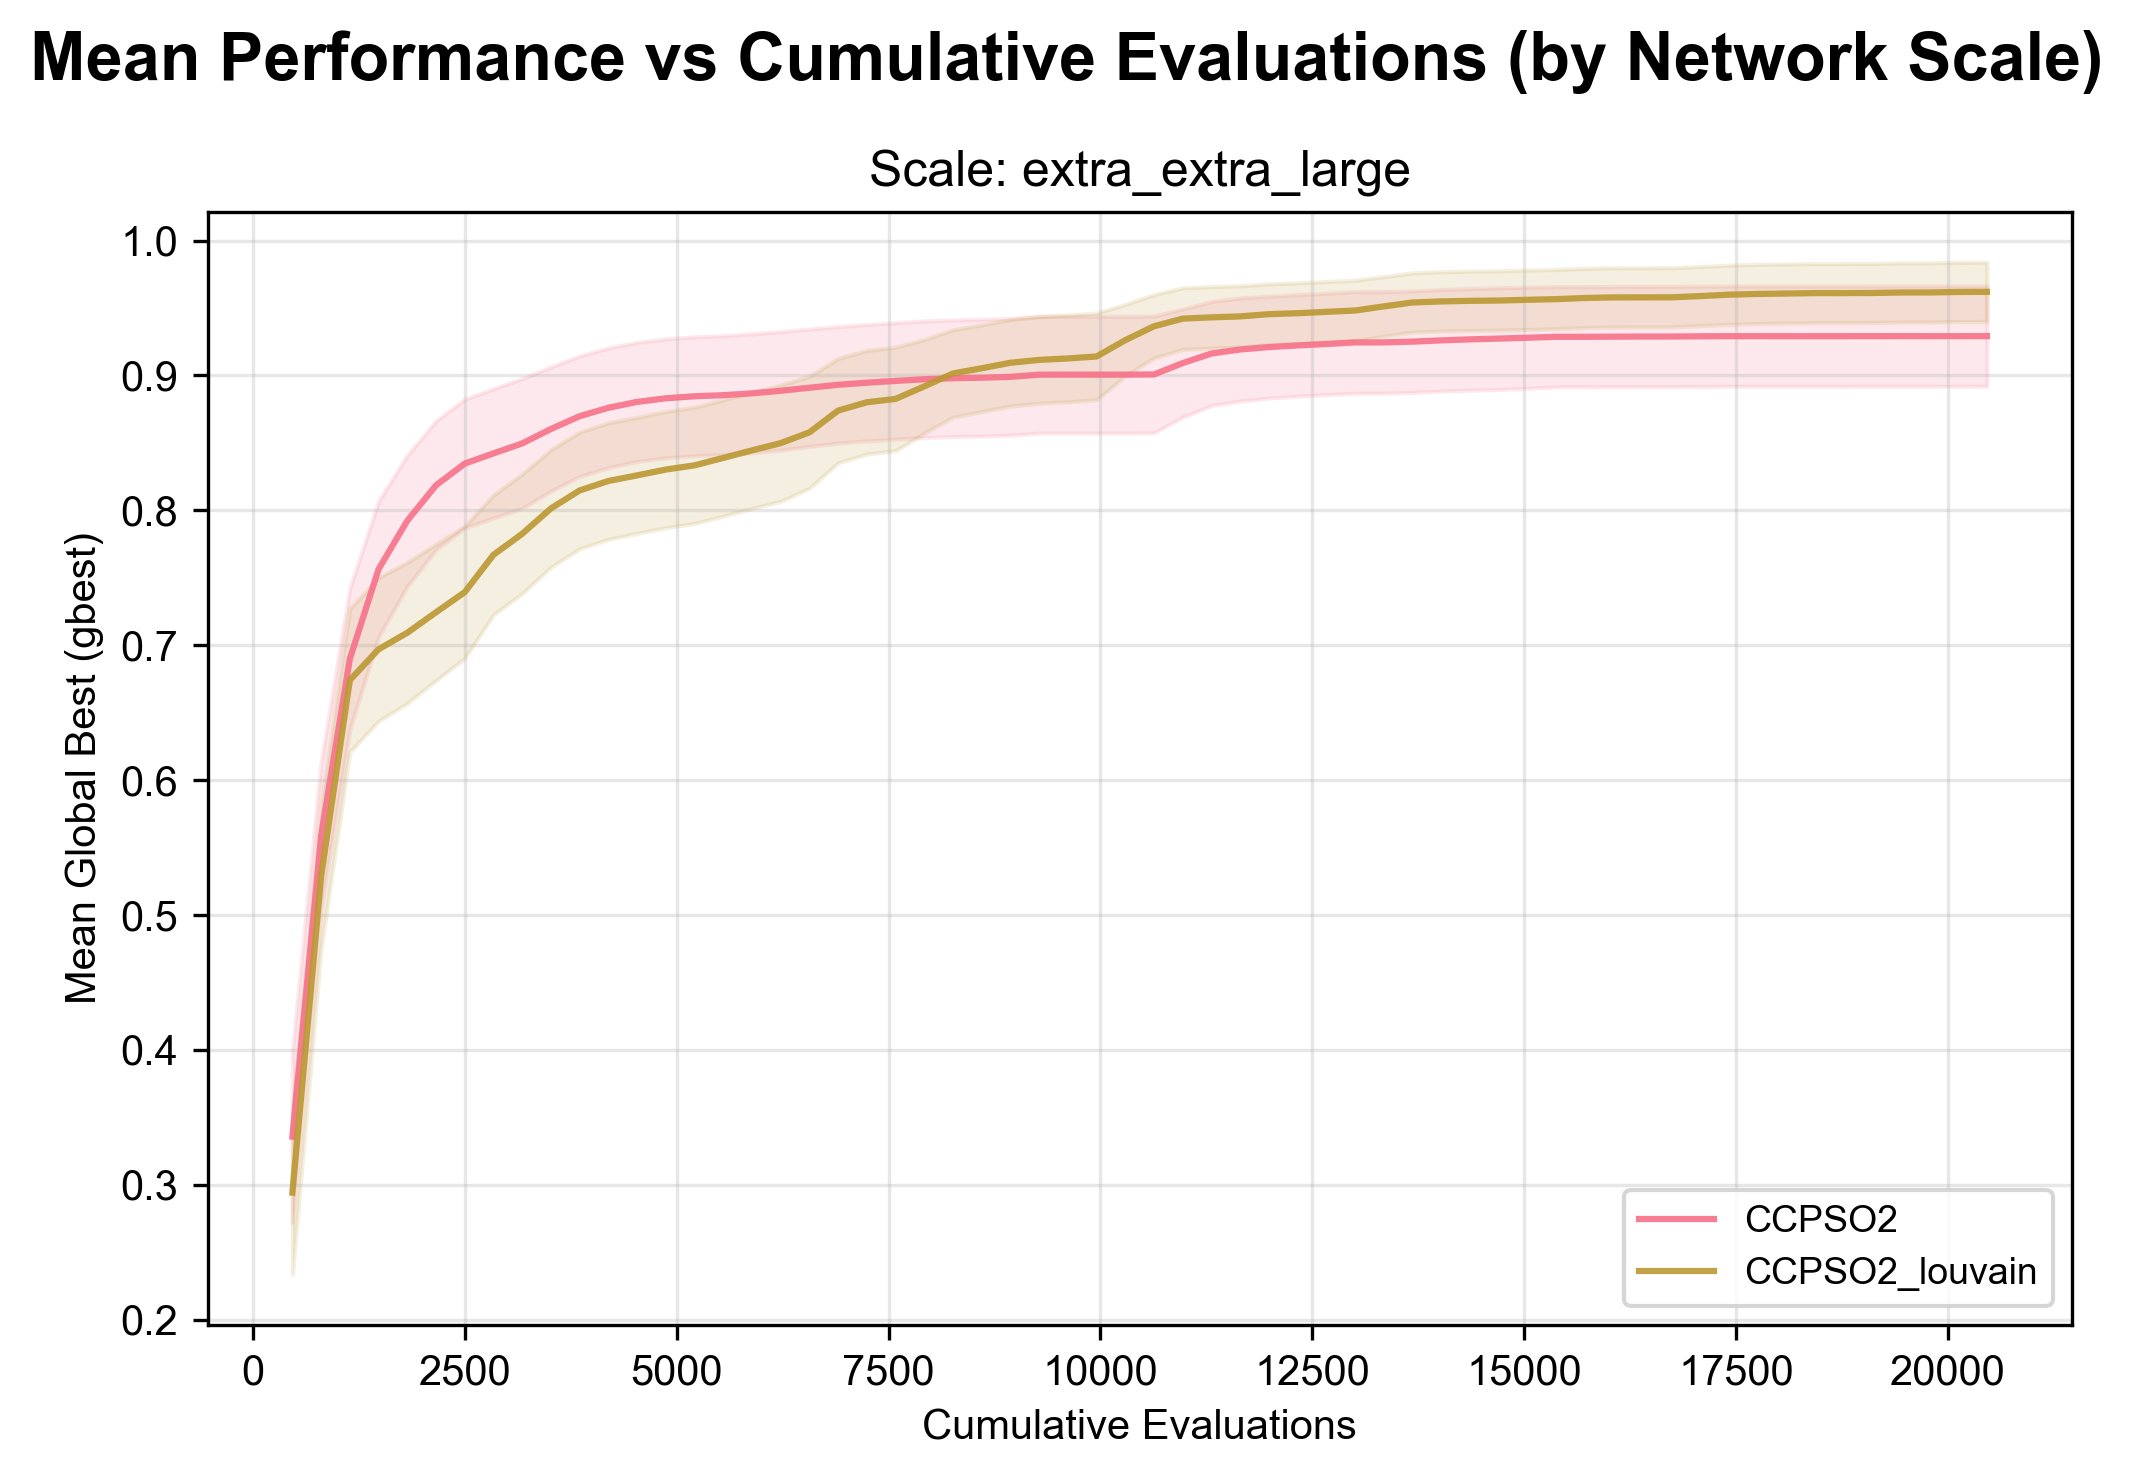 Mean Performance vs Cumulative Evaluations (by Network Scale)
Scale: extra_extra_large
1.0
0.9
0.8
0.7
0.6
0.5
0.4
0.3
0.2
Mean Global Best (gbest)
CCPSO2
CCPSO2_louvain
0 2500 5000 7500 10000 12500 15000 17500 20000
Cumulative Evaluations